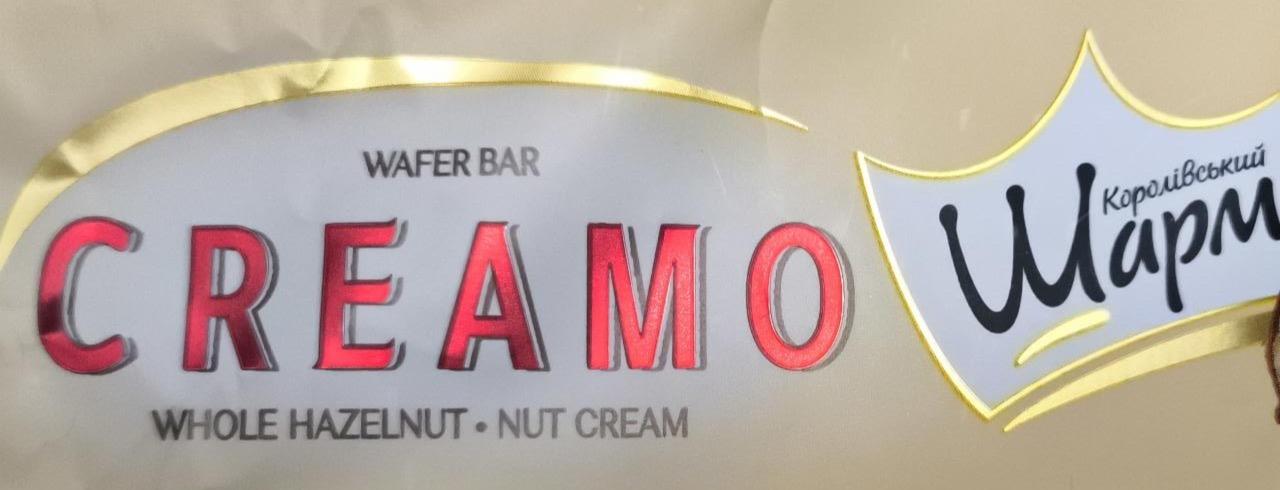 WAFER BAR
CREAMO
WHOLE HAZELNUT • NUT CREAM
Королівський
Шарм